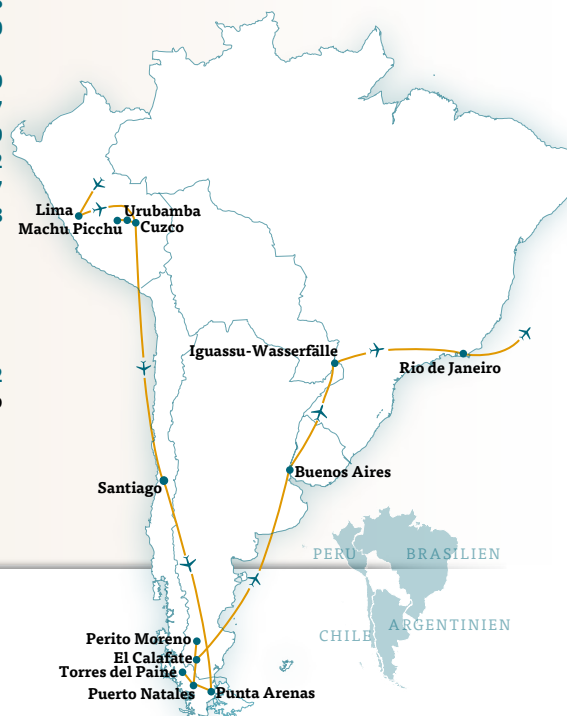 Lima
Urubamba
Machu Picchu
Cuzco
Iguassu-Wasserfälle
Rio de Janeiro
Buenos Aires
Santiago
PERU
BRASILIEN
ARGENTINIEN
CHILE
Perito Moreno
El Calafate
Torres del Paine
Puerto Natales
Punta Arenas